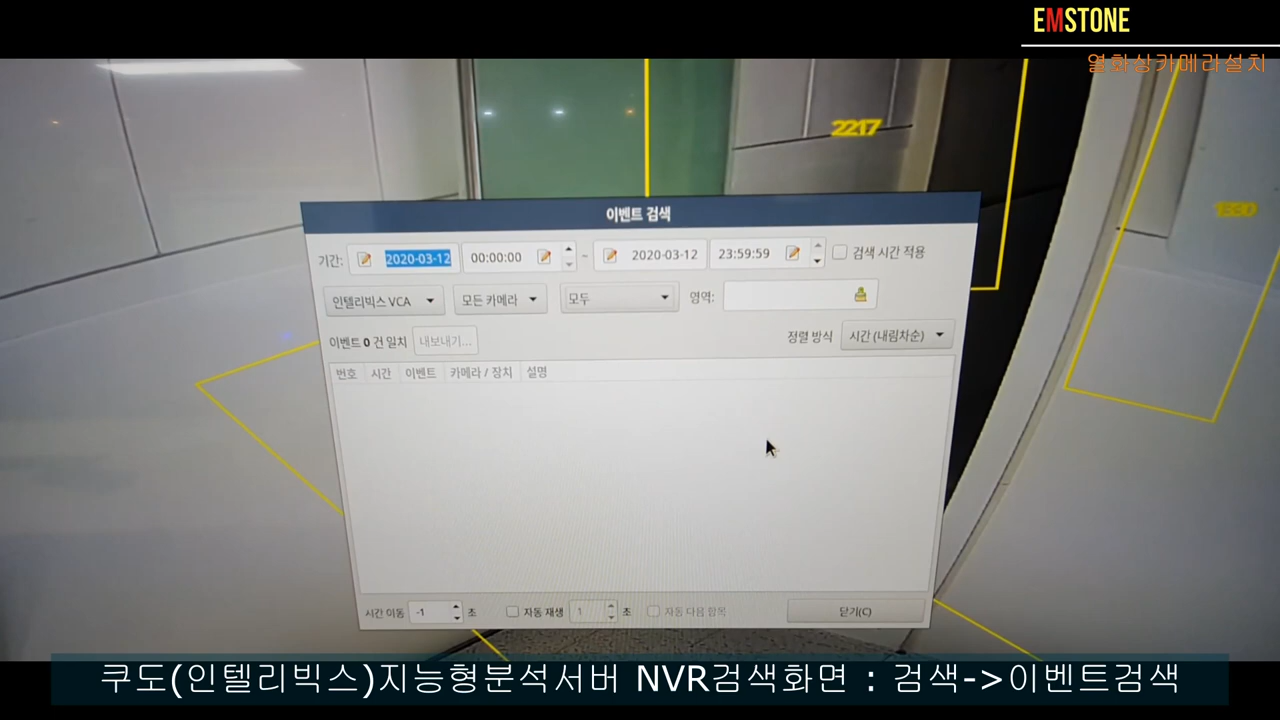 EMSTONE
열화상카메라설치
2217
이벤트 검색
기간: 2020-03-12 00:00:00 ~ 2020-03-12 23:59:59 검색 시간 적용
인텔리빅스 VCA 모든 카메라 모두 영역:
이벤트 0 건 일치 내보내기... 정렬 방식 시간 (내림차순)
번호 시간 이벤트 카메라 / 장치 설명
시간 이동 -1 초 자동 재생 1 초 자동 다음 항목 닫기(C)
쿠도(인텔리빅스)지능형분석서버 NVR검색화면 : 검색->이벤트검색